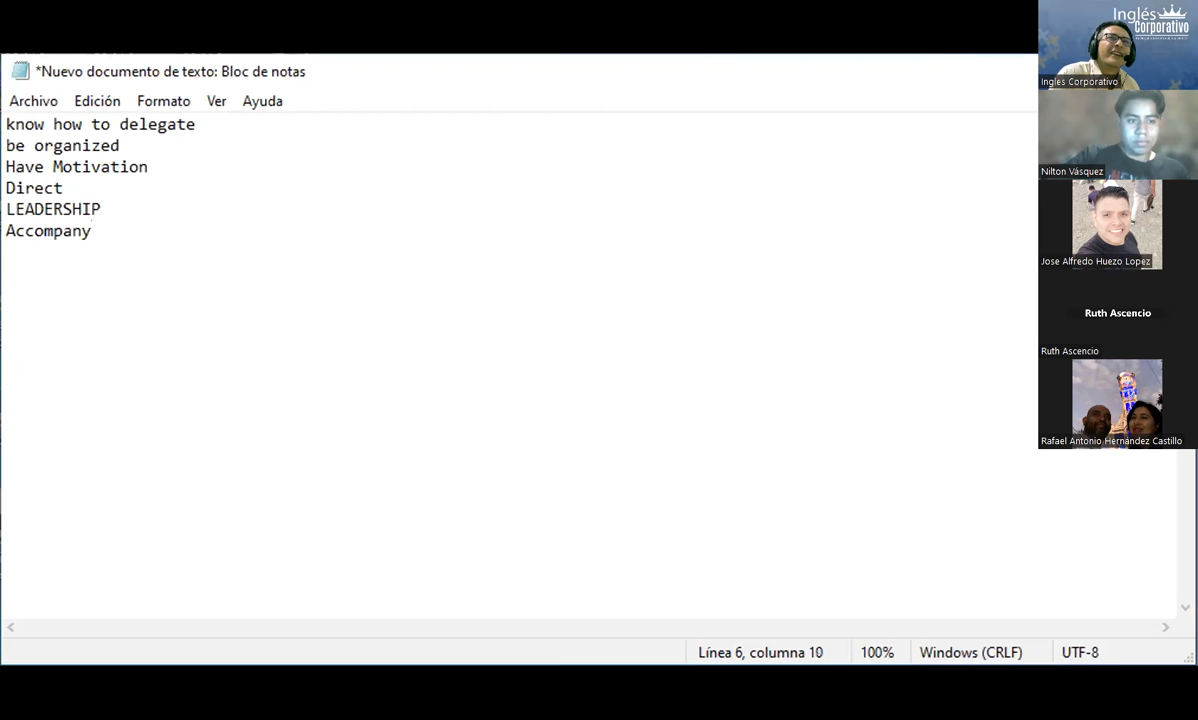 *Nuevo documento de texto: Bloc de notas
Archivo Edición Formato Ver Ayuda
know how to delegate
be organized
Have Motivation
Direct
LEADERSHIP
Accompany
Línea 6, columna 10 100% Windows (CRLF) UTF-8
Inglés
Corporativo
Inglés Corporativo
Nilton Vásquez
Jose Alfredo Huezo Lopez
Ruth Ascencio
Ruth Ascencio
Rafael Antonio Hernández Castillo